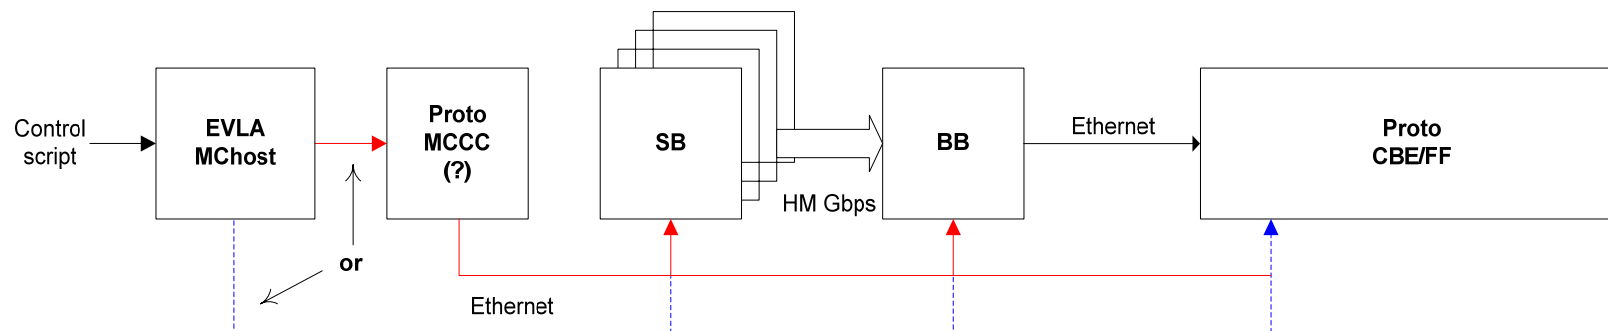 Control
script
EVLA
MChost
Proto
MCCC
(?)
SB
HM Gbps
BB
Ethernet
Proto
CBE/FF
or
Ethernet